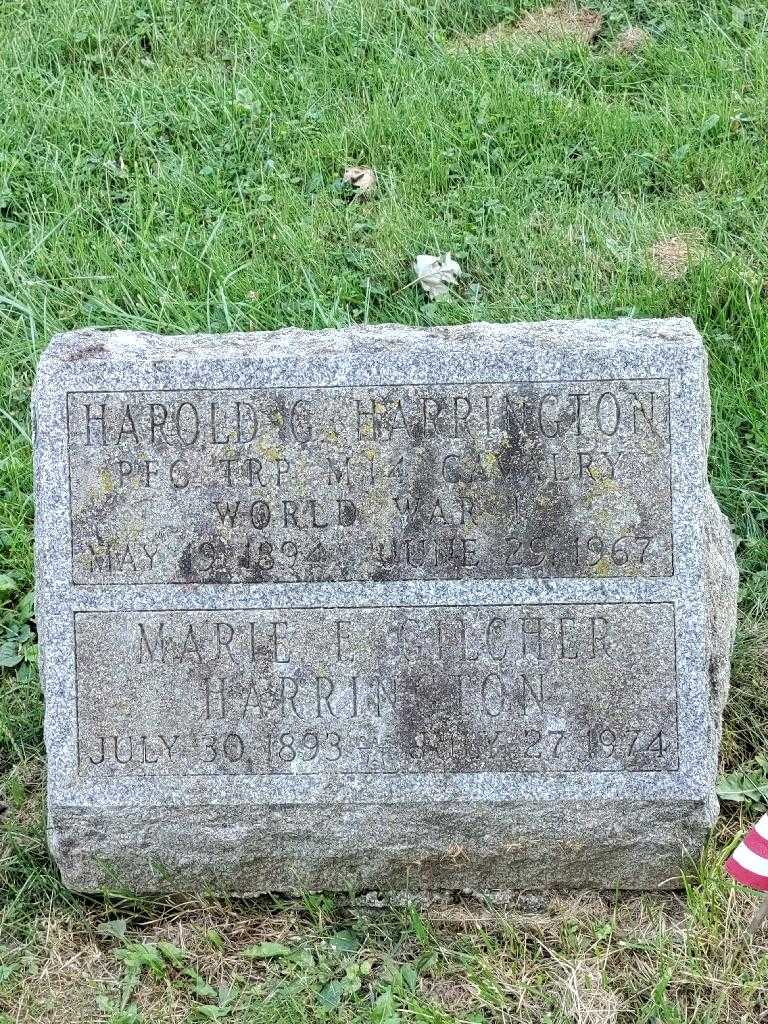 HAROLD G. HARRINGTON
PFC TRP M 14 CAVALRY
WORLD WAR I
MAY 19, 1894 JUNE 29, 1967
MARIE E. GILCHER
HARRINGTON
JULY 30 1893 — JULY 27 1974